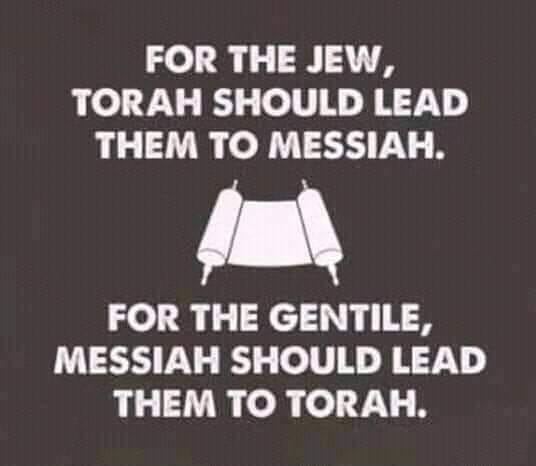 FOR THE JEW,
TORAH SHOULD LEAD
THEM TO MESSIAH.
FOR THE GENTILE,
MESSIAH SHOULD LEAD
THEM TO TORAH.